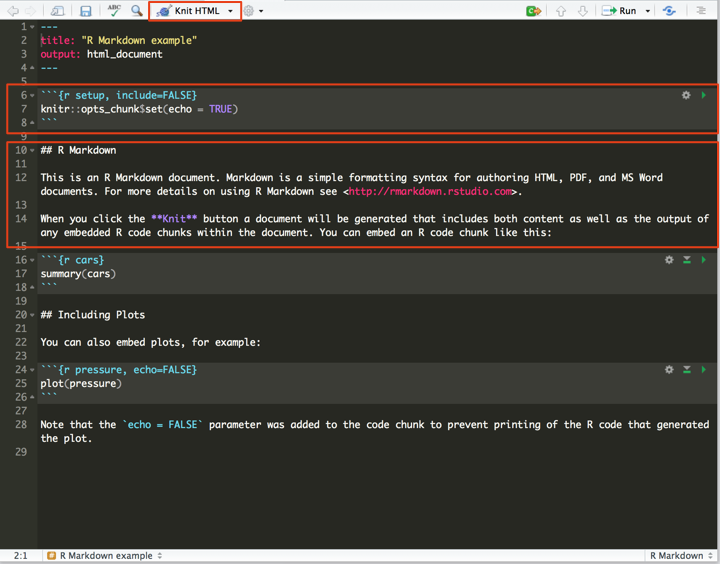 ABC Knit HTML Run
1 ---
2 title: "R Markdown example"
3 output: html_document
4 ---
5
6 ```{r setup, include=FALSE}
7 knitr::opts_chunk$set(echo = TRUE)
8 ```
9
10 ## R Markdown
11
12 This is an R Markdown document. Markdown is a simple formatting syntax for authoring HTML, PDF, and MS Word
documents. For more details on using R Markdown see <http://rmarkdown.rstudio.com>.
13
14 When you click the **Knit** button a document will be generated that includes both content as well as the output of
any embedded R code chunks within the document. You can embed an R code chunk like this:
15
16 ```{r cars}
17 summary(cars)
18 ```
19
20 ## Including Plots
21
22 You can also embed plots, for example:
23
24 ```{r pressure, echo=FALSE}
25 plot(pressure)
26 ```
27
28 Note that the `echo = FALSE` parameter was added to the code chunk to prevent printing of the R code that generated
the plot.
29
2:1 # R Markdown example R Markdown